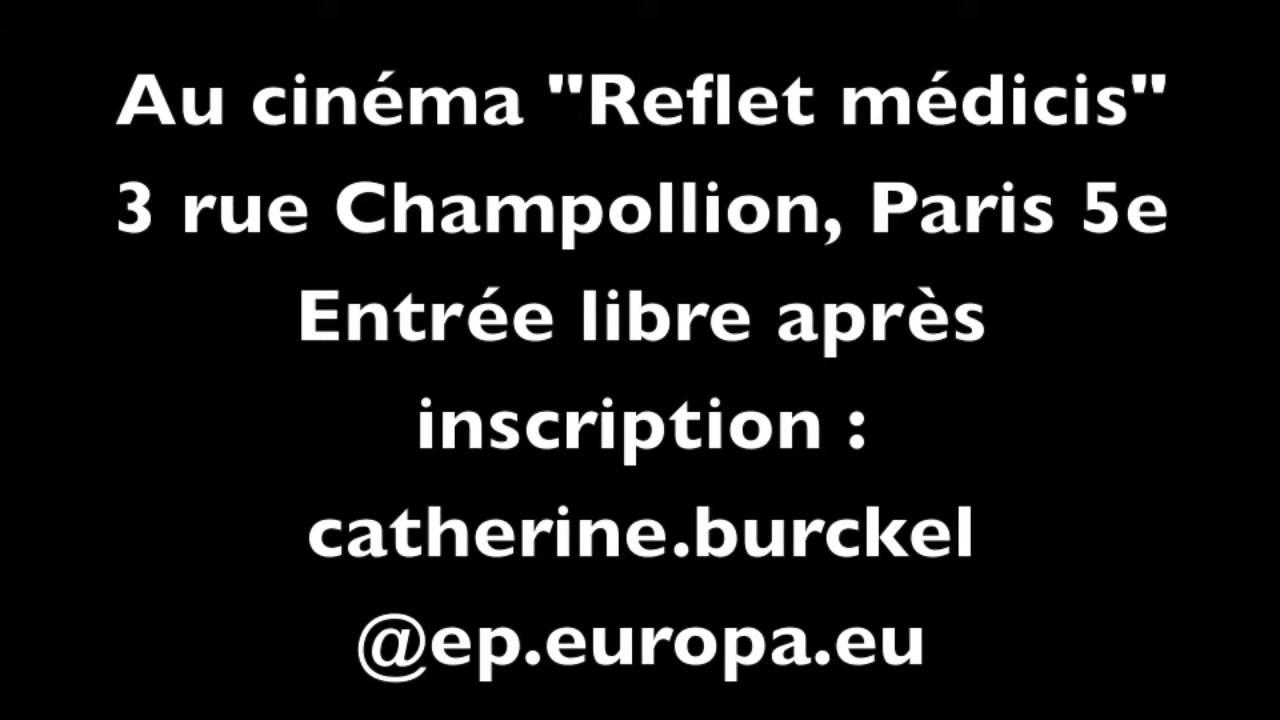 Au cinéma "Reflet médicis"
3 rue Champollion, Paris 5e
Entrée libre après
inscription :
catherine.burckel
@ep.europa.eu